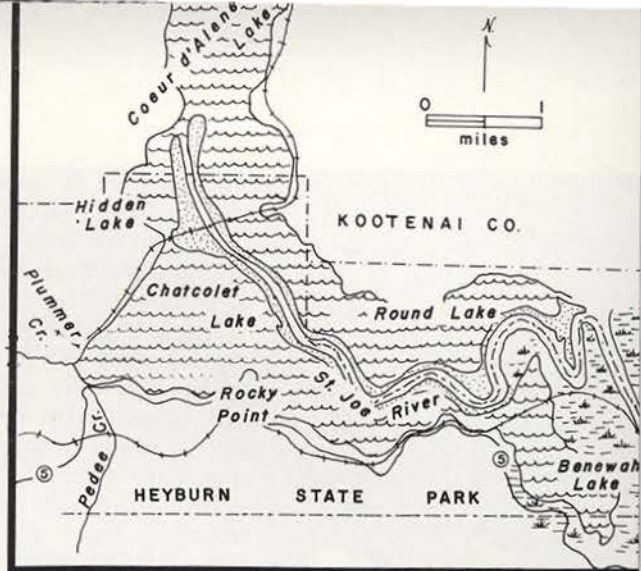 Coeur d'Alene
Lake
N
0 1
miles
Hidden
Lake
KOOTENAI CO.
Plummer
Cr.
Chatcolet
Lake
Round Lake
St. Joe
River
Rocky
Point
Pedee Cr.
5
5
Benewah
Lake
HEYBURN STATE PARK